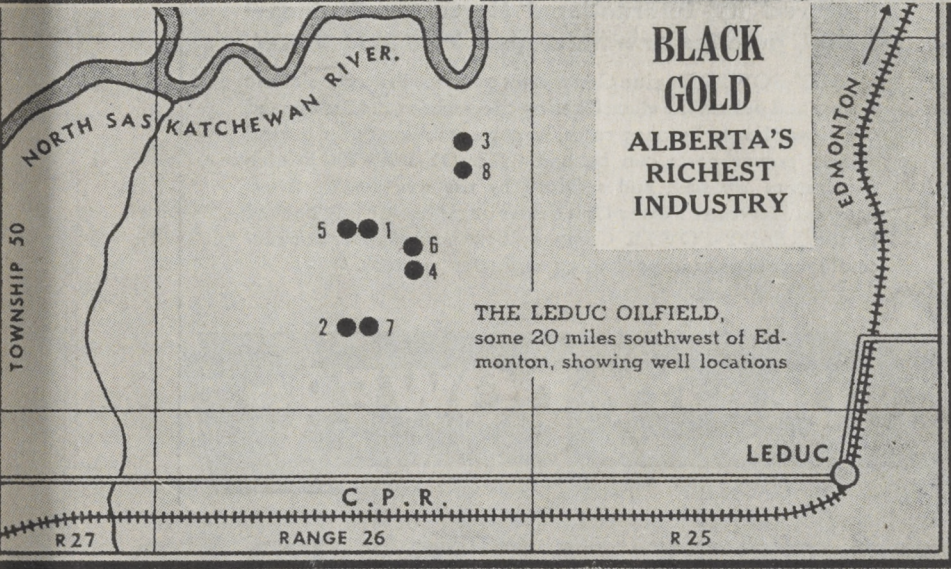 BLACK
GOLD
ALBERTA'S
RICHEST
INDUSTRY
EDMONTON
NORTH SASKATCHEWAN RIVER.
3
8
5 1
6
4
2 7
TOWNSHIP 50
THE LEDUC OILFIELD,
some 20 miles southwest of Ed-
monton, showing well locations
LEDUC
C.P.R.
R27 RANGE 26 R25